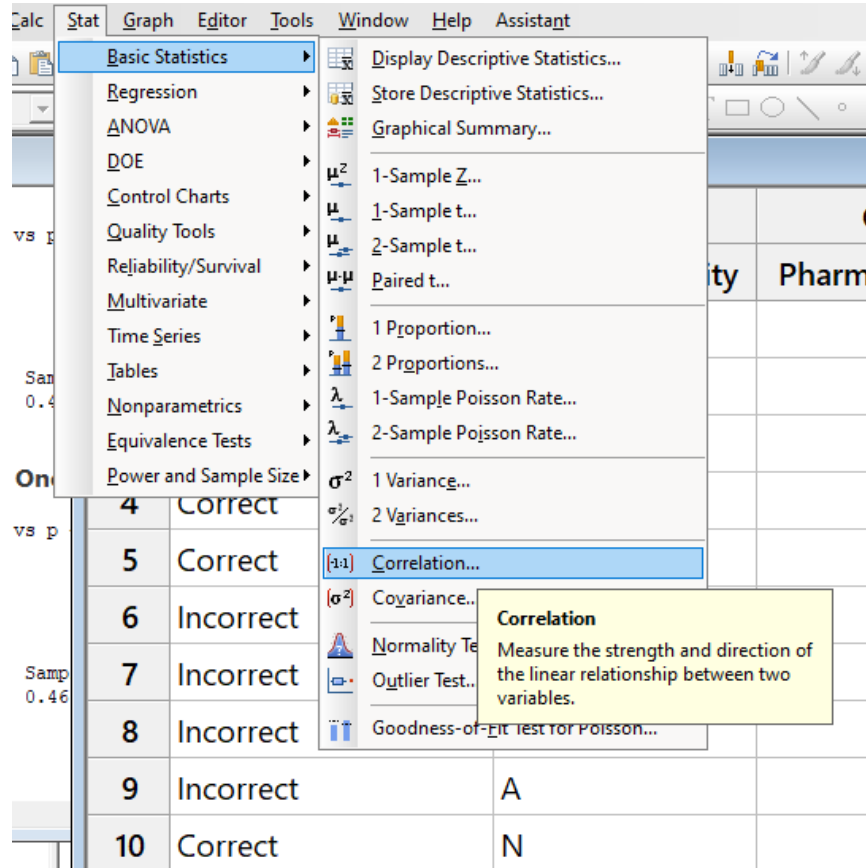 Calc Stat Graph Editor Tools Window Help Assistant
Basic Statistics
Regression
ANOVA
DOE
Control Charts
Quality Tools
Reliability/Survival
Multivariate
Time Series
Tables
Nonparametrics
Equivalence Tests
Power and Sample Size
Display Descriptive Statistics...
Store Descriptive Statistics...
Graphical Summary...
1-Sample Z...
1-Sample t...
2-Sample t...
Paired t...
1 Proportion...
2 Proportions...
1-Sample Poisson Rate...
2-Sample Poisson Rate...
1 Variance...
2 Variances...
Correlation...
Covariance...
Normality Te
Outlier Test...
Goodness-of-Fit Test for Poisson...
Correlation
Measure the strength and direction of
the linear relationship between two
variables.
vs p
Sam
0.4
On
vs p
Samp
0.46
ity Pharm
4 Correct
5 Correct
6 Incorrect
7 Incorrect
8 Incorrect
9 Incorrect A
10 Correct N